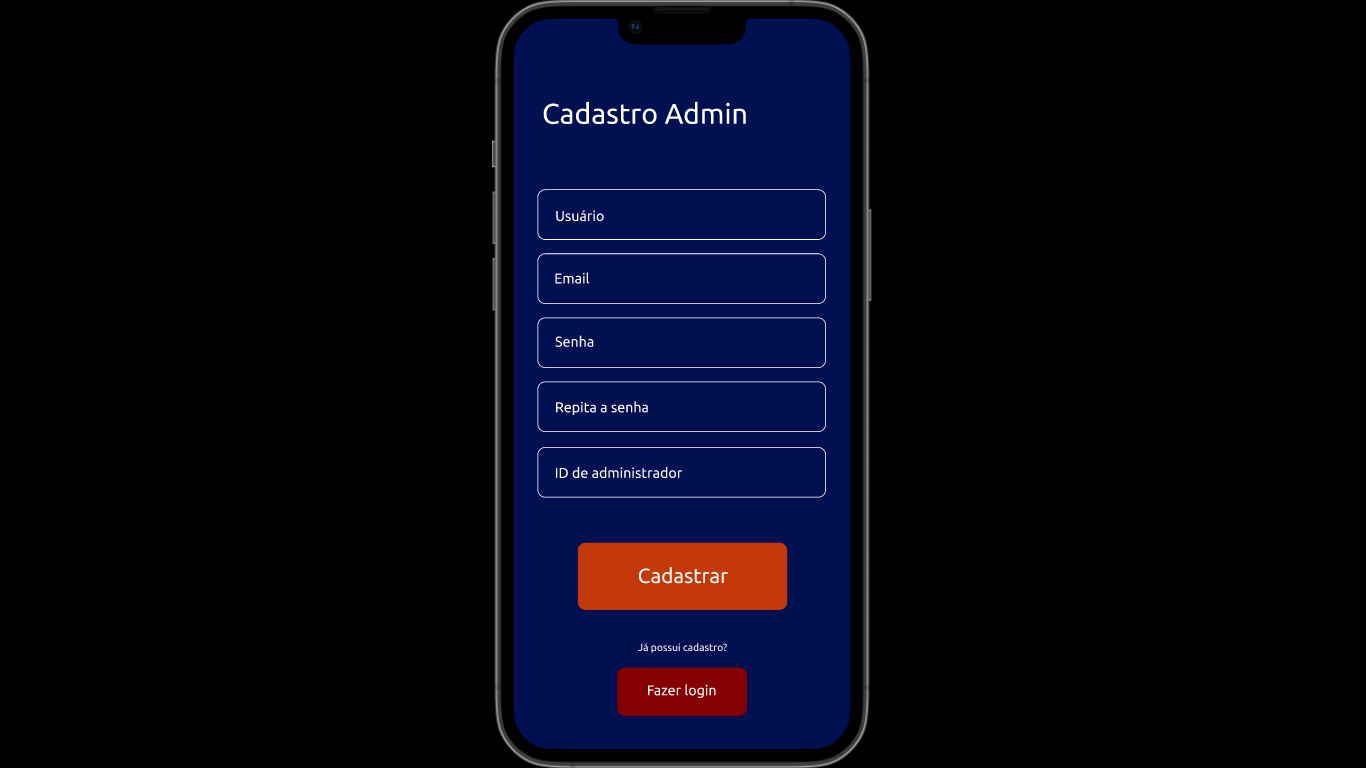 Cadastro Admin
Usuário
Email
Senha
Repita a senha
ID de administrador
Cadastrar
Já possui cadastro?
Fazer login